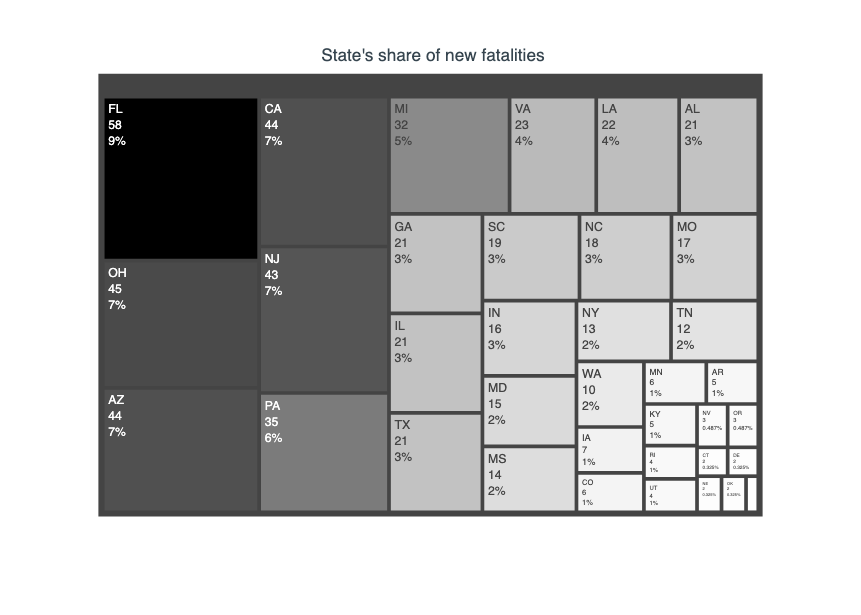 State's share of new fatalities
FL
58
9%
OH
45
7%
AZ
44
7%
CA
44
7%
NJ
43
7%
PA
35
6%
MI
32
5%
VA
23
4%
LA
22
4%
AL
21
3%
GA
21
3%
IL
21
3%
TX
21
3%
SC
19
3%
NC
18
3%
MO
17
3%
IN
16
3%
MD
15
2%
MS
14
2%
NY
13
2%
TN
12
2%
WA
10
2%
IA
7
1%
CO
6
1%
MN
6
1%
AR
5
1%
KY
5
1%
RI
4
1%
UT
4
1%
NV
3
0.487%
OR
3
0.487%
CT
2
0.325%
DE
2
0.325%
NE
2
0.325%
OK
2
0.325%